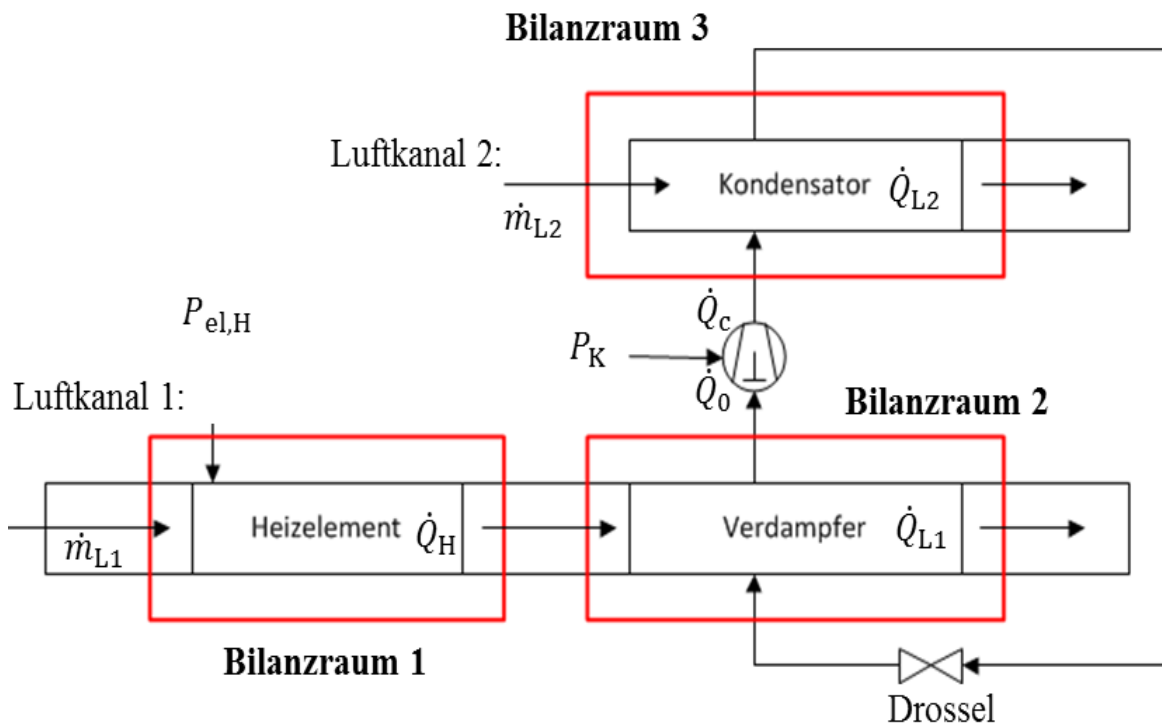 Bilanzraum 3
Luftkanal 2:
Kondensator
Q̇L2
ṁL2
Pel,H
Q̇c
PK
Q̇0
Luftkanal 1:
Bilanzraum 2
Heizelement
Q̇H
Verdampfer
Q̇L1
ṁL1
Bilanzraum 1
Drossel